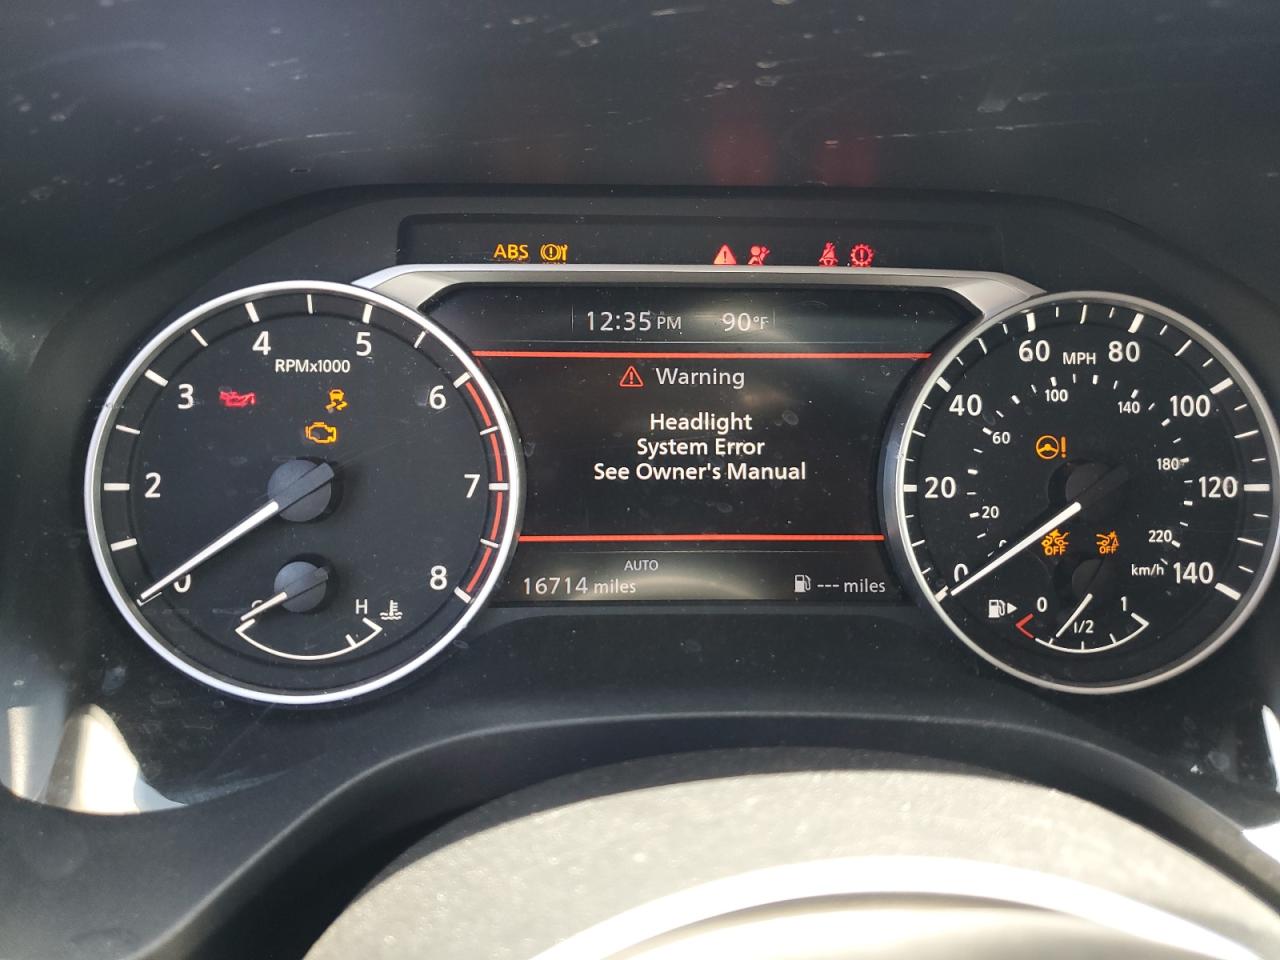 ABS
12:35 PM 90°F
Warning
Headlight
System Error
See Owner's Manual
AUTO
16714 miles
--- miles
RPMx1000
0
2
3
4
5
6
7
8
H
MPH
0
20
40
60
80
100
120
140
20
60
100
140
180
220
km/h
OFF
OFF
0
1/2
1